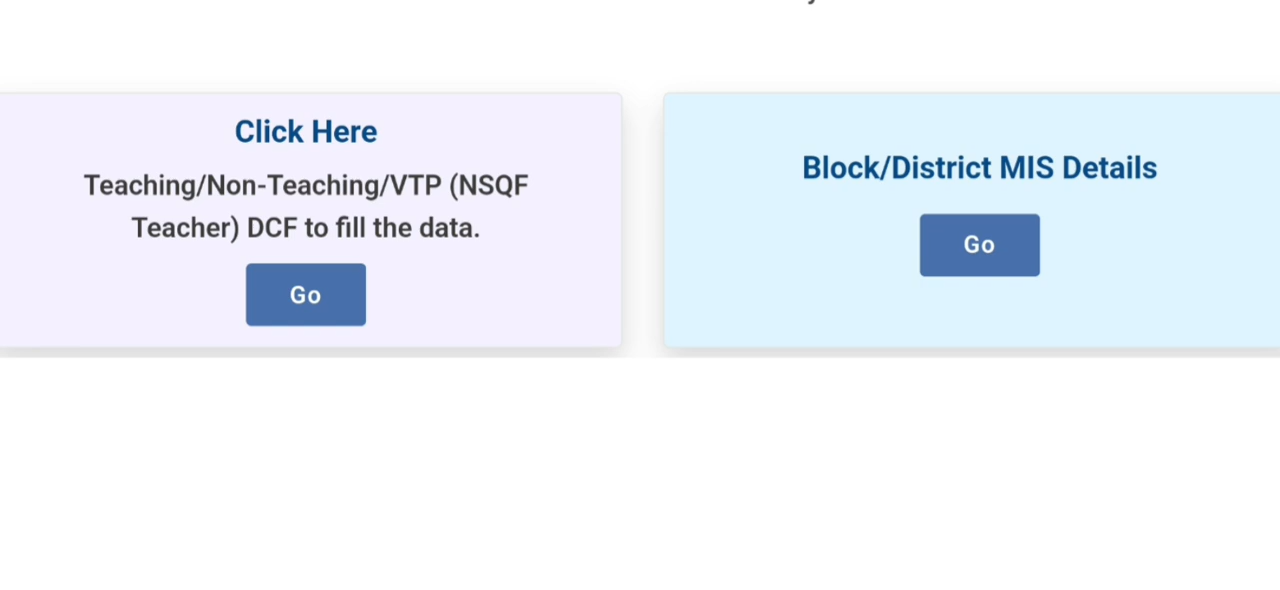 Click Here
Teaching/Non-Teaching/VTP (NSQF
Teacher) DCF to fill the data.
Go
Block/District MIS Details
Go